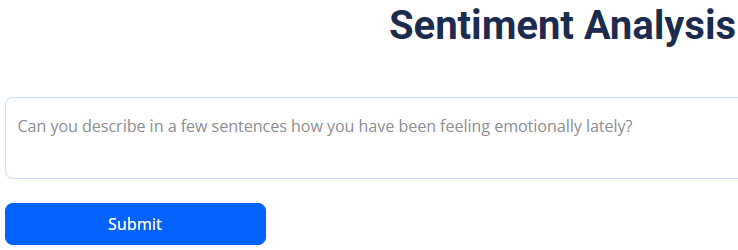 Sentiment Analysis
Can you describe in a few sentences how you have been feeling emotionally lately?
Submit